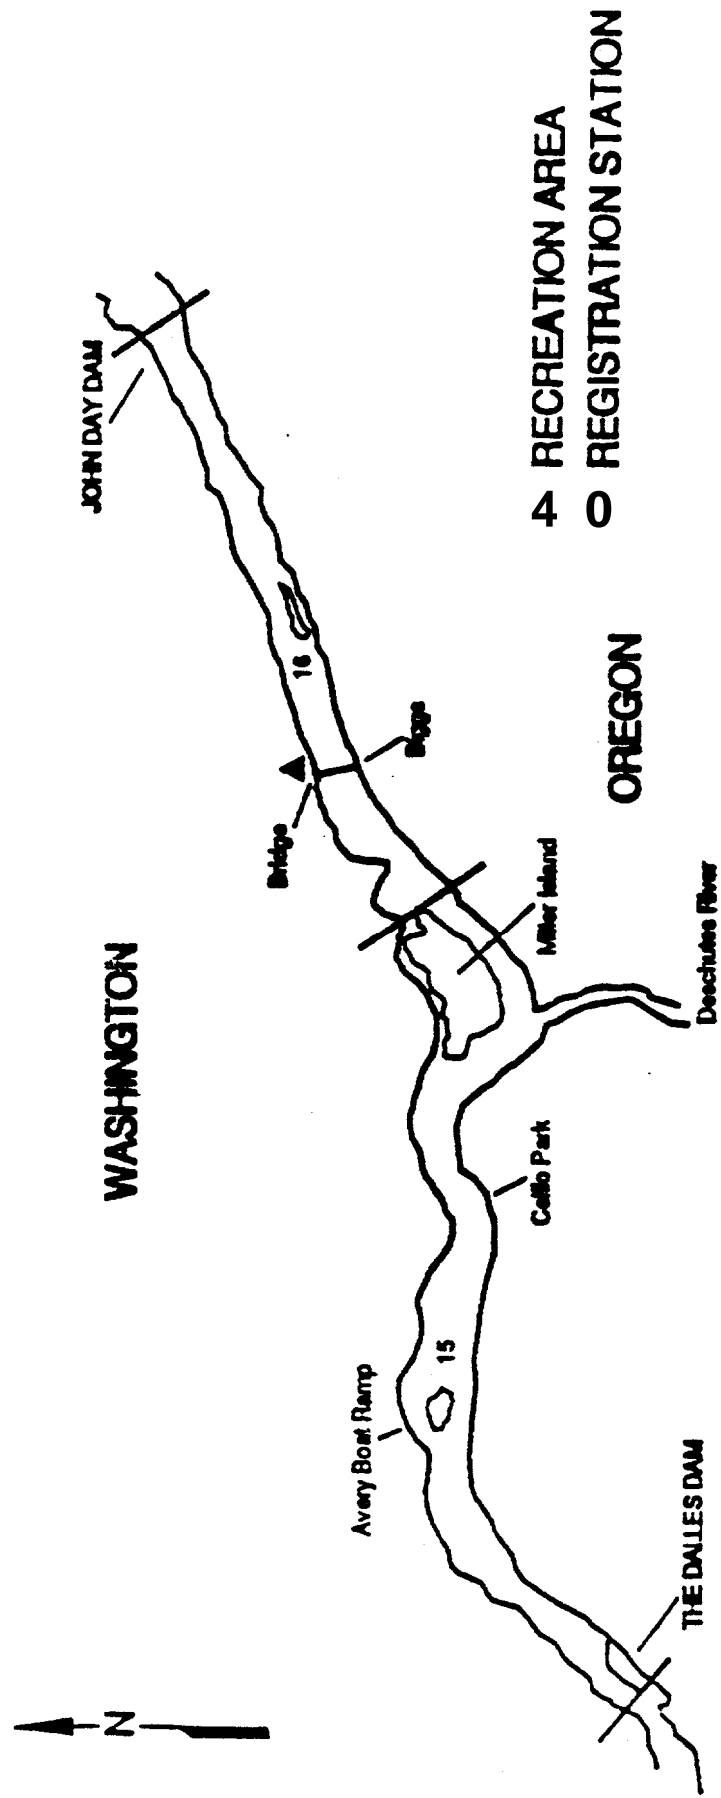 JOHN DAY DAM
WASHINGTON
16
Bridge
Biggs
Miller Island
OREGON
Deschutes River
Celilo Park
15
Avery Boat Ramp
THE DALLES DAM
N
4 RECREATION AREA
0 REGISTRATION STATION